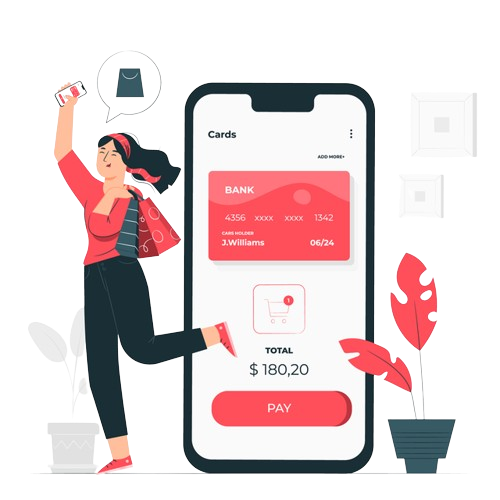 Cards
ADD MORE+
BANK
4356 xxxx xxxx 1342
CARD HOLDER
J.Williams 06/24
1
TOTAL
$ 180,20
PAY